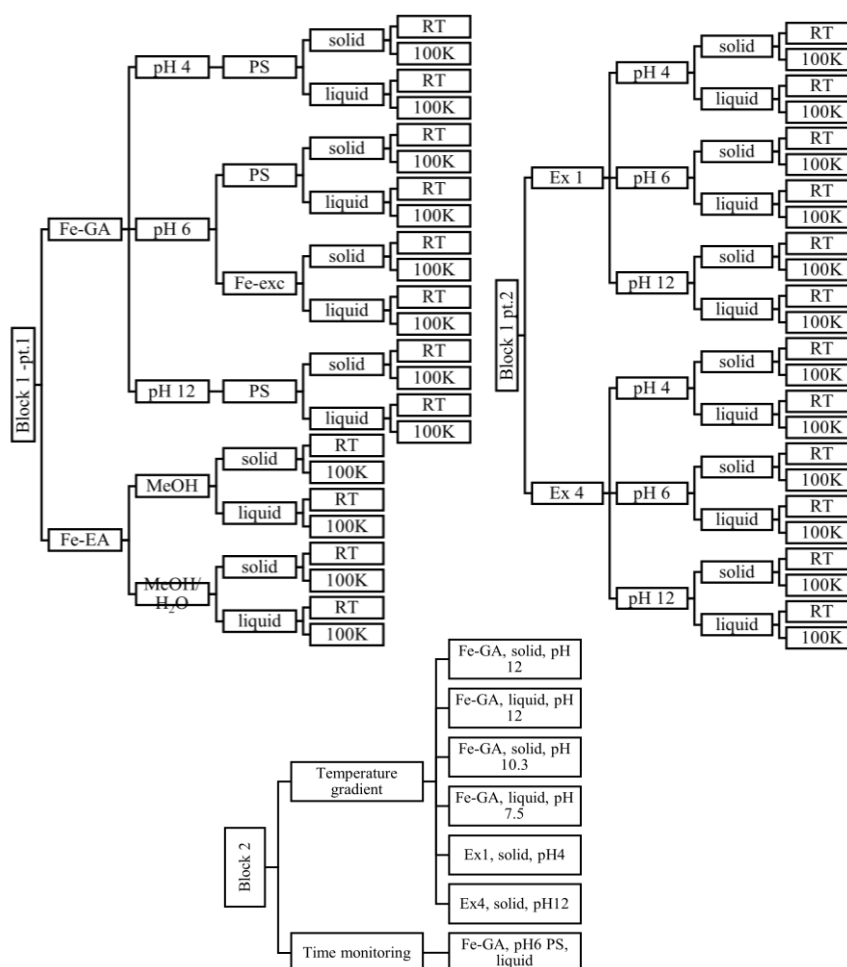 Block 1 -pt.1
Fe-GA
pH 4
PS
solid
RT
100K
liquid
RT
100K
pH 6
PS
solid
RT
100K
liquid
RT
100K
Fe-exc
solid
RT
100K
liquid
RT
100K
pH 12
PS
solid
RT
100K
liquid
RT
100K
Fe-EA
MeOH
solid
RT
100K
liquid
RT
100K
MeOH/
H₂O
solid
RT
100K
liquid
RT
100K
Block 1 pt.2
Ex 1
pH 4
solid
RT
100K
liquid
RT
100K
pH 6
solid
RT
100K
liquid
RT
100K
pH 12
solid
RT
100K
liquid
RT
100K
Ex 4
pH 4
solid
RT
100K
liquid
RT
100K
pH 6
solid
RT
100K
liquid
RT
100K
pH 12
solid
RT
100K
liquid
RT
100K
Block 2
Temperature
gradient
Fe-GA, solid, pH
12
Fe-GA, liquid, pH
12
Fe-GA, solid, pH
10.3
Fe-GA, liquid, pH
7.5
Ex1, solid, pH4
Ex4, solid, pH12
Time monitoring
Fe-GA, pH6 PS,
liquid